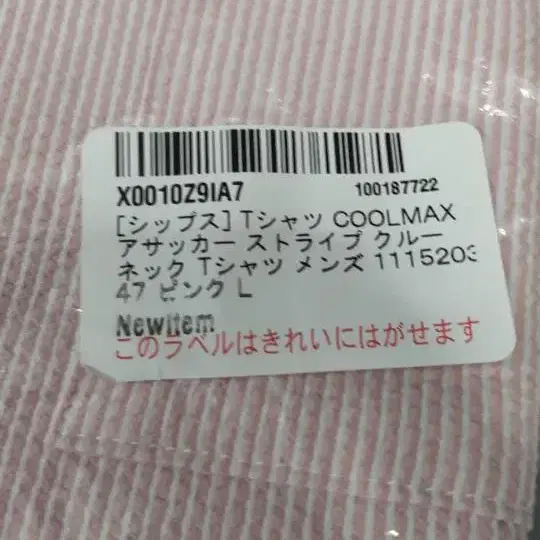 X0010Z9IA7 100187722
[シップス] Tシャツ COOLMAX
アサッカー ストライプ クルー
ネック Tシャツ メンズ 1115203
47 ピンク L
NewItem
このラベルはきれいにはがせます